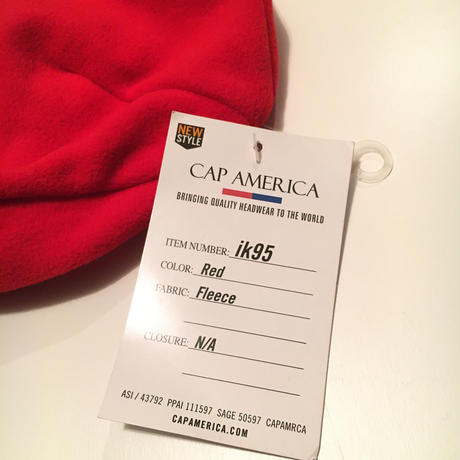 NEW
STYLE
CAP AMERICA
BRINGING QUALITY HEADWEAR TO THE WORLD
ITEM NUMBER: ik95
COLOR: Red
FABRIC: Fleece
CLOSURE: N/A
ASI / 43792 PPAI 111597 SAGE 50597 CAPAMRCA
CAPAMERICA.COM